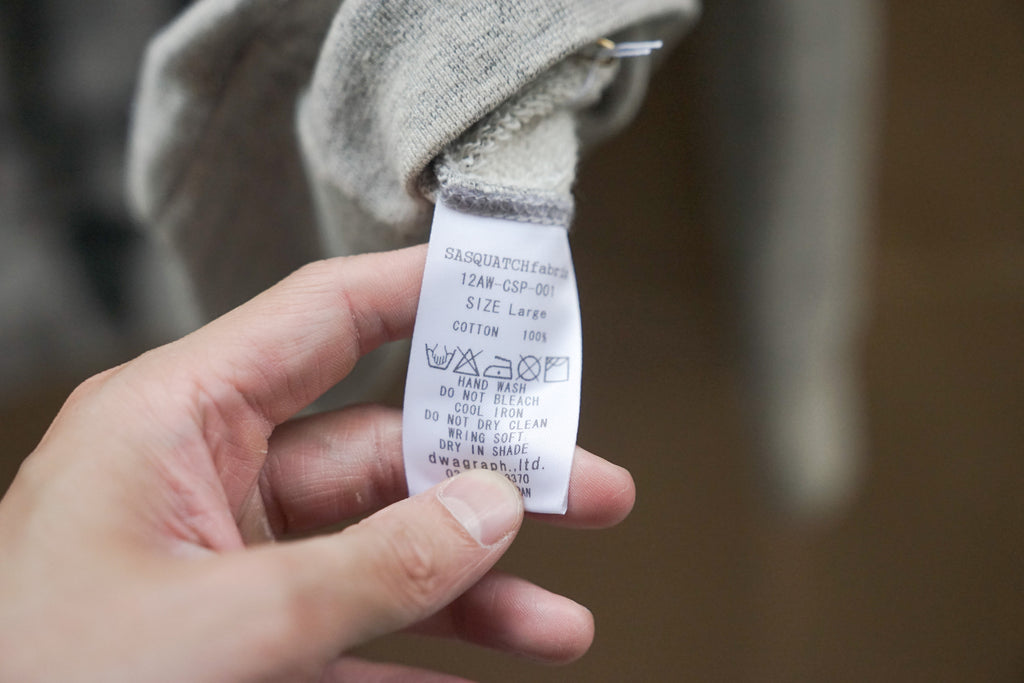 SASQUATCHfabrix
12AW-CSP-001
SIZE Large
COTTON 100%
HAND WASH
DO NOT BLEACH
COOL IRON
DO NOT DRY CLEAN
WRING SOFT
DRY IN SHADE
dwagraph.,ltd.